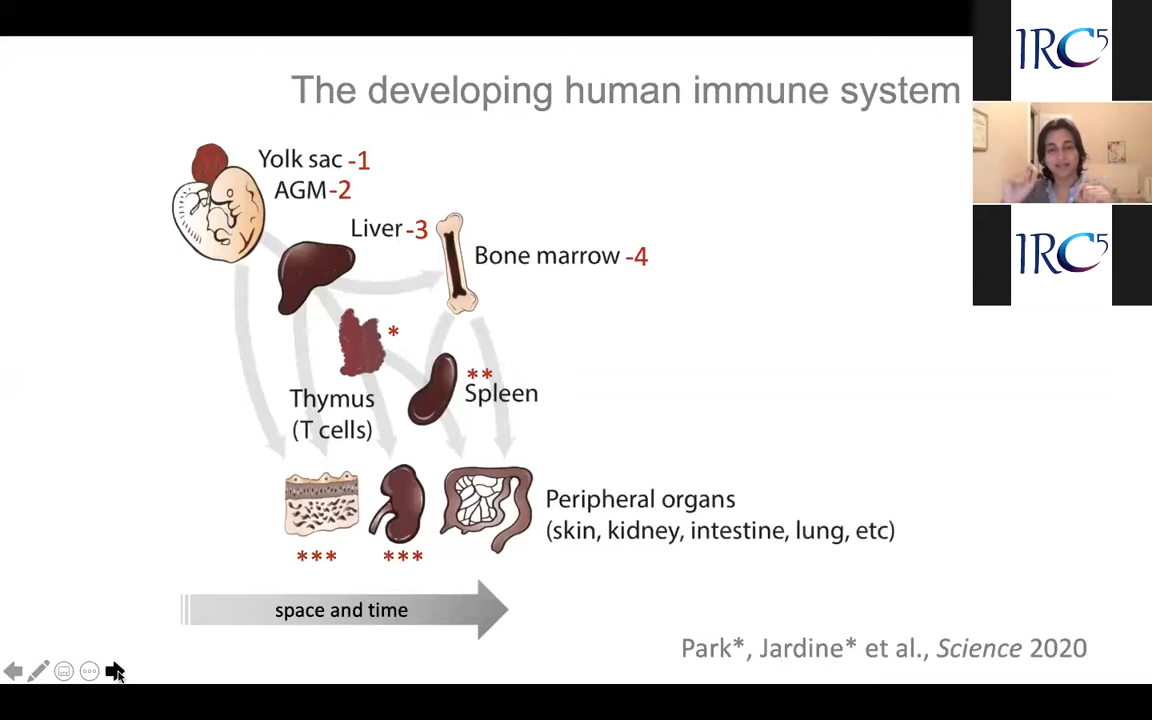 The developing human immune system
IRC5
IRC5
Yolk sac -1
AGM-2
Liver-3
Bone marrow -4
*
**
Thymus
(T cells)
Spleen
Peripheral organs
(skin, kidney, intestine, lung, etc)
*** ***
space and time
Park*, Jardine* et al., Science 2020